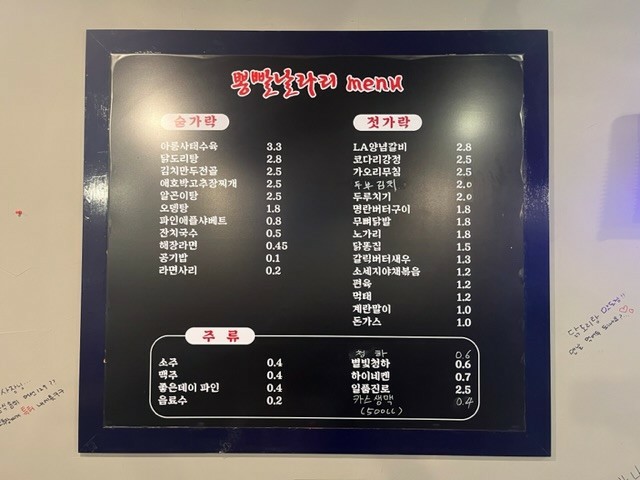 뽕빨날라리 menu
숟가락
아롱사태수육 3.3
닭도리탕 2.8
김치만두전골 2.5
애호박고추장찌개 2.5
알곤이탕 2.5
오뎅탕 1.8
파인애플샤베트 0.8
잔치국수 0.5
해장라면 0.45
공기밥 0.1
라면사리 0.2
젓가락
LA양념갈비 2.8
코다리강정 2.5
가오리무침 2.5
두부김치 2.0
두루치기 2.0
명란버터구이 1.8
무뼈닭발 1.8
노가리 1.8
닭똥집 1.5
갈릭버터새우 1.3
소세지야채볶음 1.2
편육 1.2
먹태 1.2
계란말이 1.0
돈가스 1.0
주류
소주 0.4
맥주 0.4
좋은데이 파인 0.4
음료수 0.2
청하 0.6
별빛청하 0.6
하이네켄 0.7
일품진로 2.5
카스 생맥 0.4
(500cc)
닭도리탕